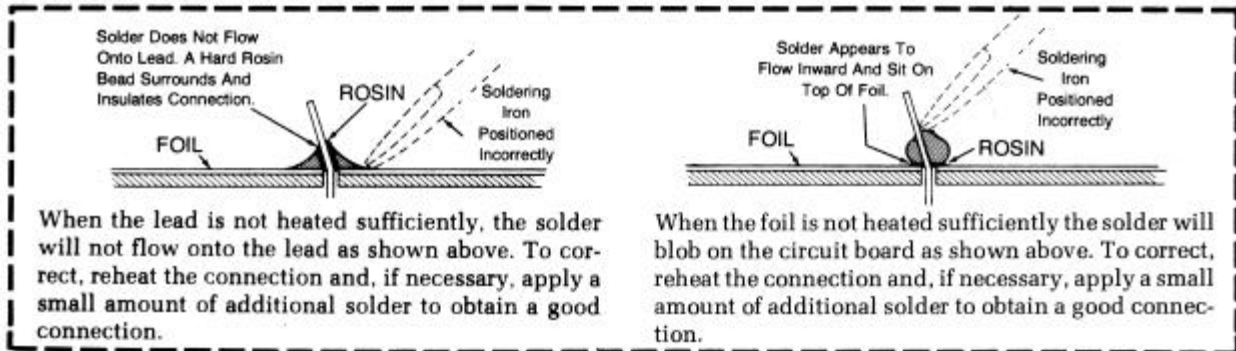 Solder Does Not Flow
Onto Lead. A Hard Rosin
Bead Surrounds And
Insulates Connection.
ROSIN
Soldering
Iron
Positioned
Incorrectly
FOIL
When the lead is not heated sufficiently, the solder
will not flow onto the lead as shown above. To cor-
rect, reheat the connection and, if necessary, apply a
small amount of additional solder to obtain a good
connection.
Solder Appears To
Flow Inward And Sit On
Top Of Foil.
Soldering
Iron
Positioned
Incorrectly
FOIL
ROSIN
When the foil is not heated sufficiently the solder will
blob on the circuit board as shown above. To correct,
reheat the connection and, if necessary, apply a small
amount of additional solder to obtain a good connec-
tion.